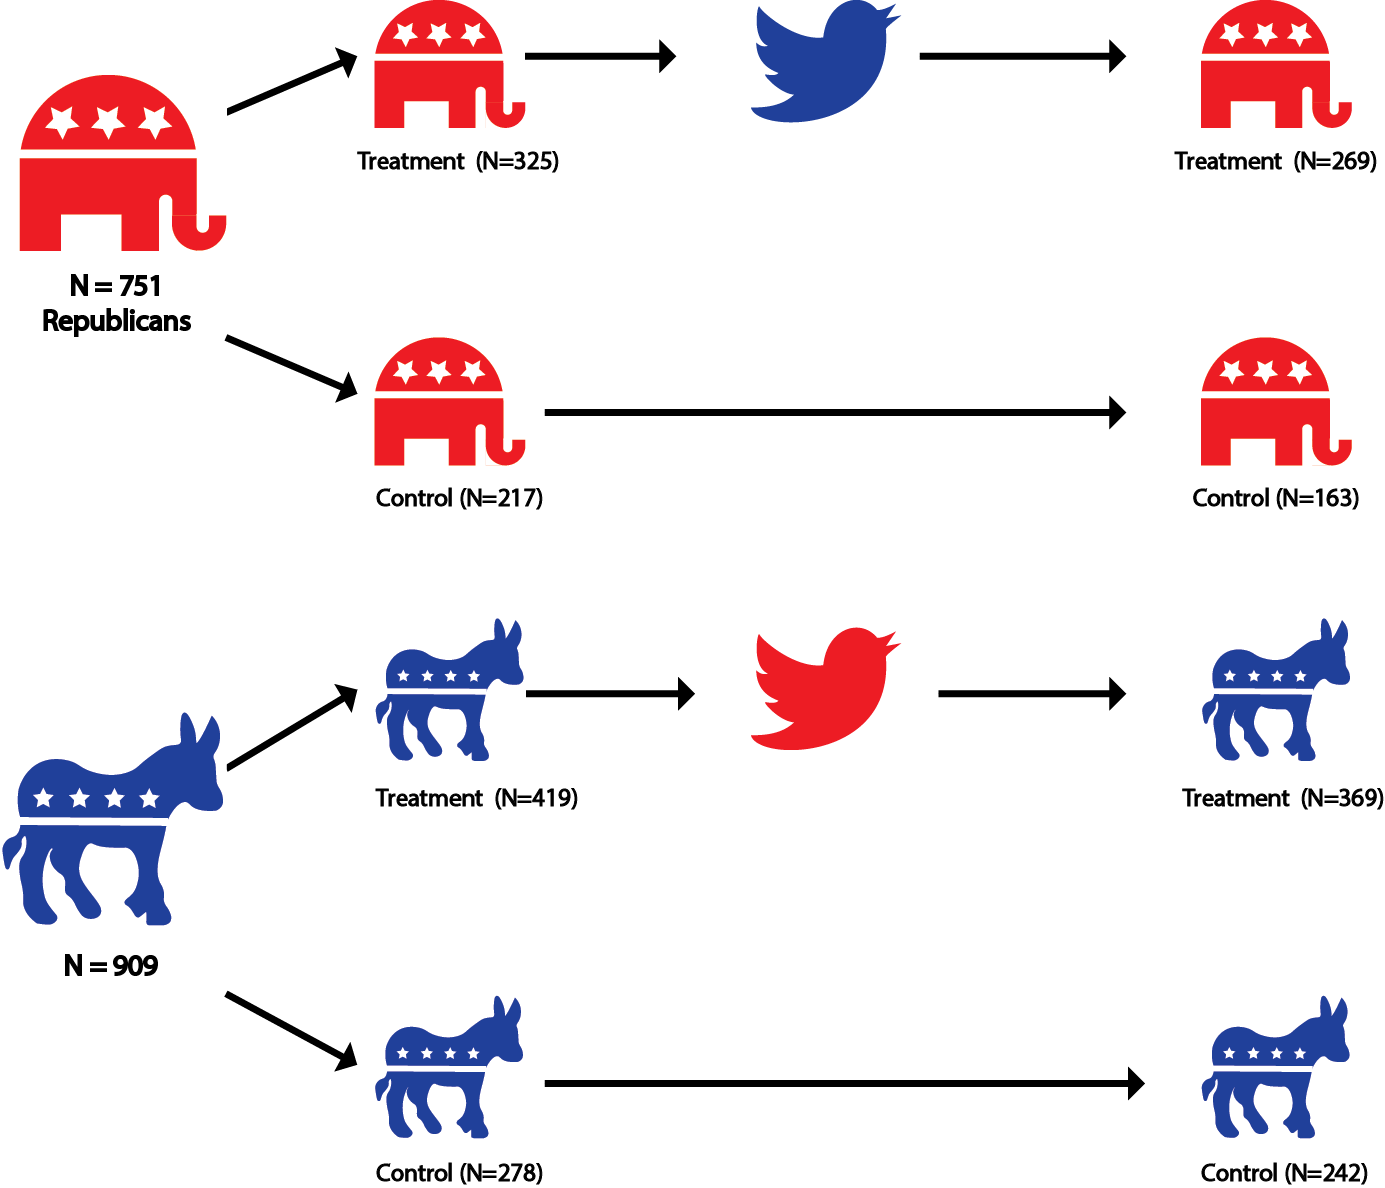 Treatment (N=325)
Treatment (N=269)
N = 751
Republicans
Control (N=217)
Control (N=163)
Treatment (N=419)
Treatment (N=369)
N = 909
Control (N=278)
Control (N=242)